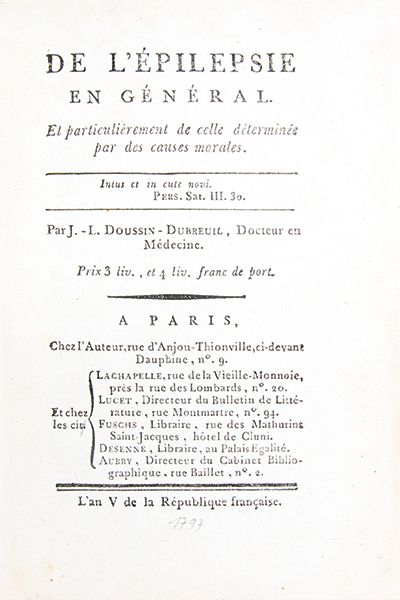 DE L'ÉPILEPSIE
EN GÉNÉRAL.
Et particulièrement de celle déterminée
par des causes morales.
Intus et in cute novi.
PERS. Sat. III. 30.
Par J. -L. DOUSSIN-DUBREUIL, Docteur en
Médecine.
Prix 3 liv., et 4 liv. franc de port.
A PARIS,
Chez l'Auteur, rue d'Anjou-Thionville, ci-devant
Dauphine, n°. 9.
LACHAPELLE, rue de la Vieille-Monnoie,
près la rue des Lombards, n°. 20.
LUCET, Directeur du Bulletin de Litté-
Et chez rature, rue Montmartre, n°. 94.
les cit. FUSCHS, Libraire, rue des Mathurins
Saint-Jacques, hôtel de Cluni.
DESENNE, Libraire, au Palais Egalité.
AUBRY, Directeur du Cabinet Biblio-
graphique, rue Baillet, n°. 2.
L'an V de la République française.
1797